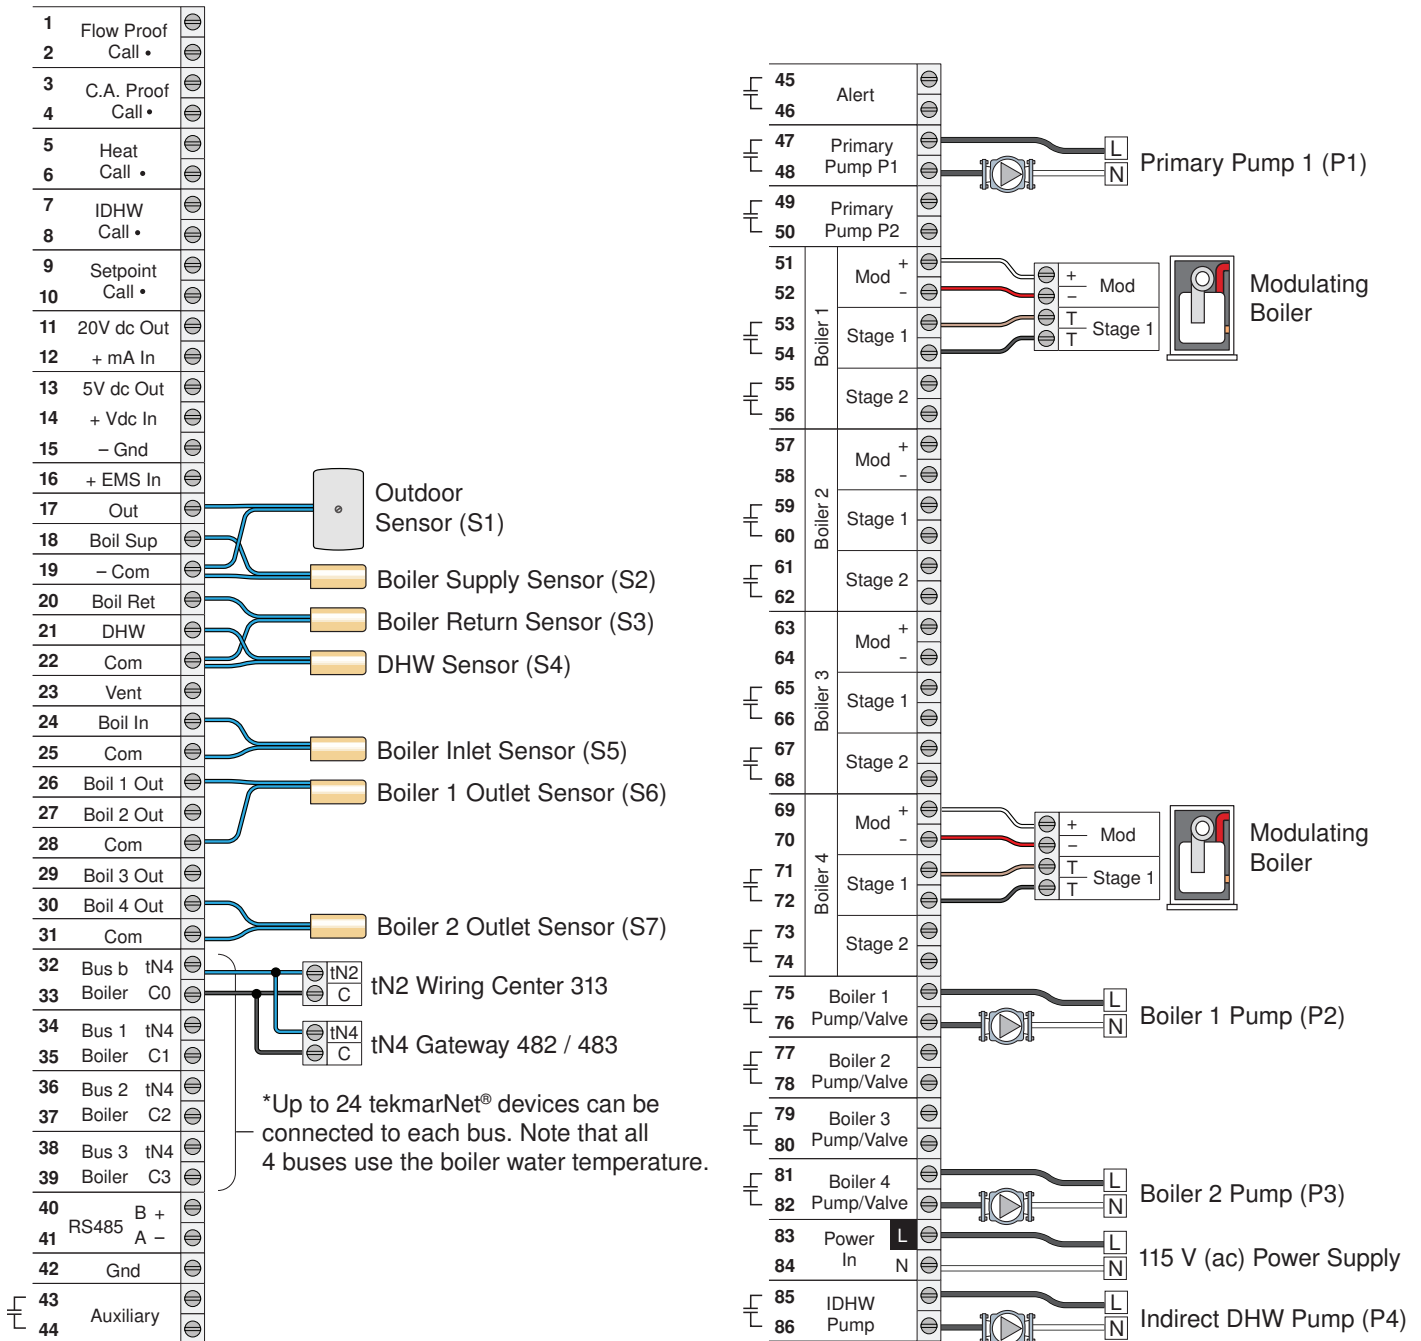 1
Flow Proof
2
Call •
3
C.A. Proof
4
Call •
5
Heat
6
Call •
7
IDHW
8
Call •
9
Setpoint
10
Call •
11 20V dc Out
12 + mA In
13 5V dc Out
14 + Vdc In
15 – Gnd
16 + EMS In
17 Out
18 Boil Sup
19 – Com
20 Boil Ret
21 DHW
22 Com
23 Vent
24 Boil In
25 Com
26 Boil 1 Out
27 Boil 2 Out
28 Com
29 Boil 3 Out
30 Boil 4 Out
31 Com
32 Bus b tN4
33 Boiler C0
34 Bus 1 tN4
35 Boiler C1
36 Bus 2 tN4
37 Boiler C2
38 Bus 3 tN4
39 Boiler C3
40 B +
RS485
41 A –
42 Gnd
43
Auxiliary
44
Outdoor
Sensor (S1)
Boiler Supply Sensor (S2)
Boiler Return Sensor (S3)
DHW Sensor (S4)
Boiler Inlet Sensor (S5)
Boiler 1 Outlet Sensor (S6)
Boiler 2 Outlet Sensor (S7)
tN2
C
tN2 Wiring Center 313
tN4
C
tN4 Gateway 482 / 483
*Up to 24 tekmarNet® devices can be
connected to each bus. Note that all
4 buses use the boiler water temperature.
45
Alert
46
47 Primary
48 Pump P1
L
N
Primary Pump 1 (P1)
49 Primary
50 Pump P2
Boiler 1
51 +
Mod
52 -
53
Stage 1
54
55
Stage 2
56
+
Mod
–
T
Stage 1
T
Modulating
Boiler
Boiler 2
57 +
Mod
58 -
59
Stage 1
60
61
Stage 2
62
Boiler 3
63 +
Mod
64 -
65
Stage 1
66
67
Stage 2
68
Boiler 4
69 +
Mod
70 -
71
Stage 1
72
73
Stage 2
74
+
Mod
–
T
Stage 1
T
Modulating
Boiler
75 Boiler 1
76 Pump/Valve
L
N
Boiler 1 Pump (P2)
77 Boiler 2
78 Pump/Valve
79 Boiler 3
80 Pump/Valve
81 Boiler 4
82 Pump/Valve
L
N
Boiler 2 Pump (P3)
83 Power L
84 In N
L
N
115 V (ac) Power Supply
85 IDHW
86 Pump
L
N
Indirect DHW Pump (P4)